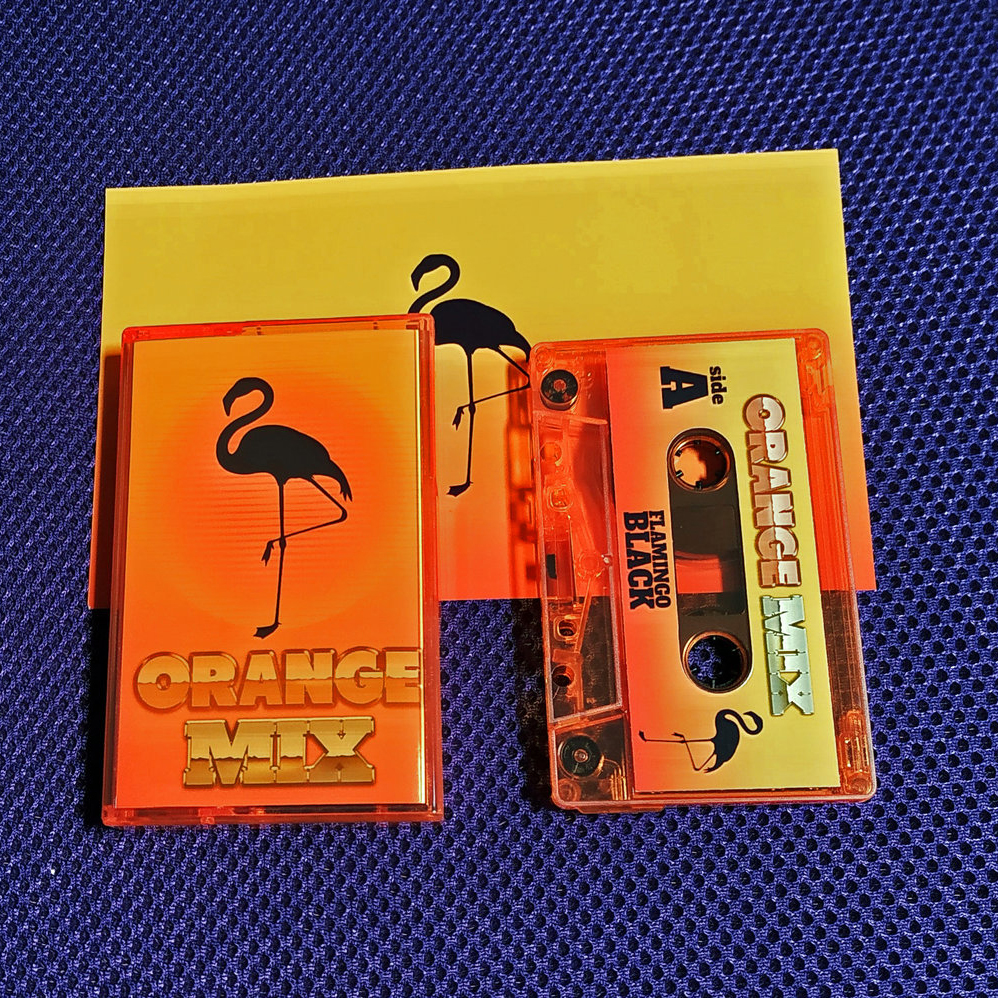 ORANGE
MIX
side
A
ORANGE MIX
FLAMINGO
BLACK